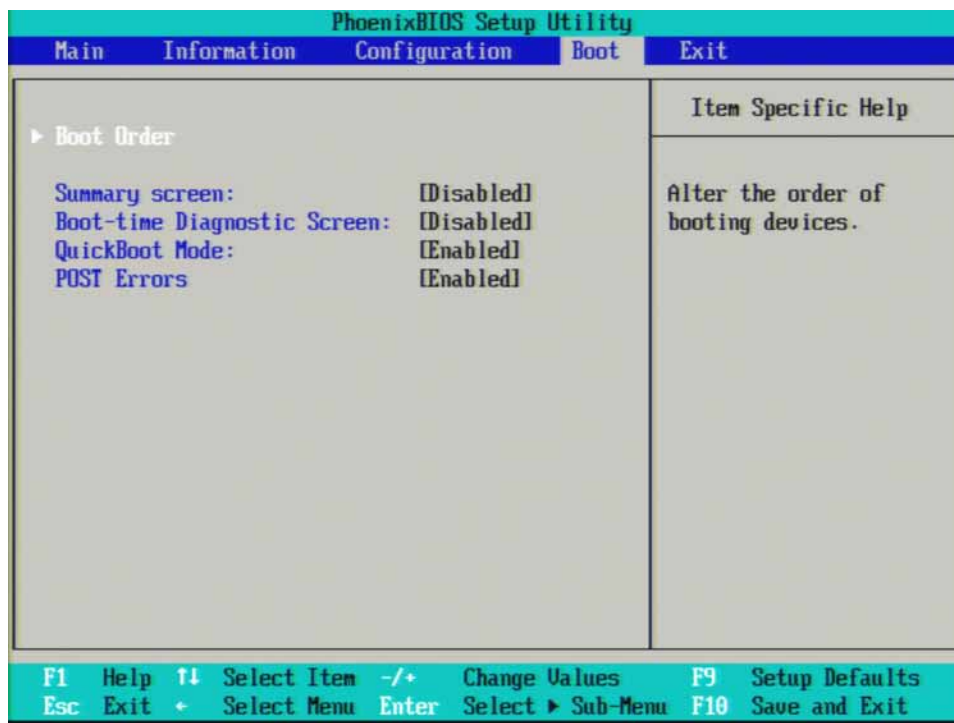 PhoenixBIOS Setup Utility
Main Information Configuration Boot Exit
Item Specific Help
▶ Boot Order
Summary screen: [Disabled]
Boot-time Diagnostic Screen: [Disabled]
QuickBoot Mode: [Enabled]
POST Errors [Enabled]
Alter the order of
booting devices.
F1 Help ↑↓ Select Item -/+ Change Values F9 Setup Defaults
Esc Exit ← Select Menu Enter Select ▶ Sub-Menu F10 Save and Exit